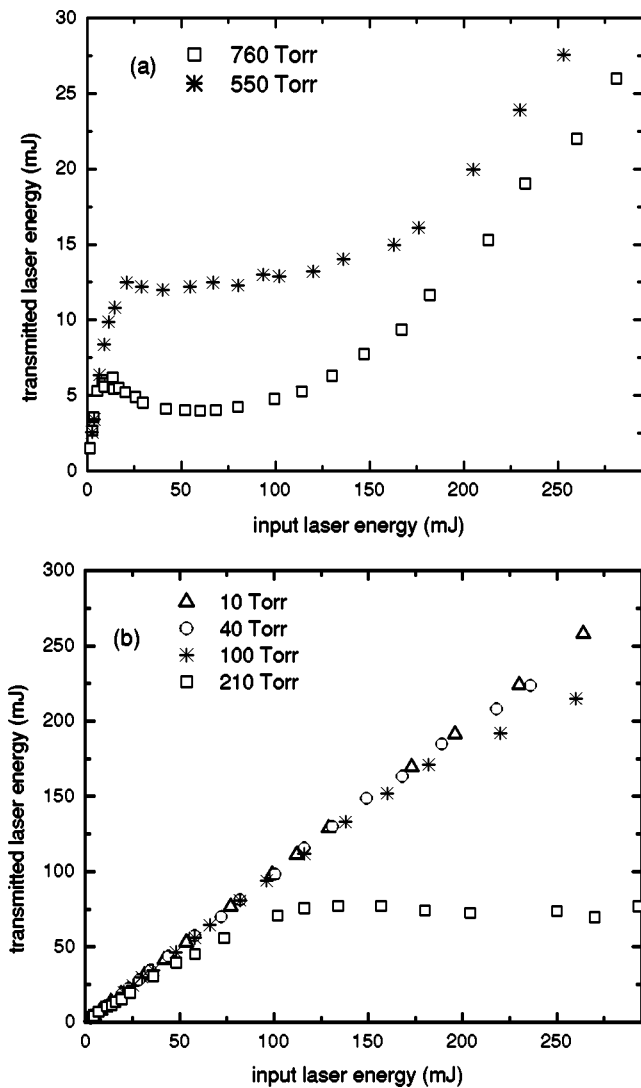 30
25
20
15
10
5
0
transmitted laser energy (mJ)
(a)
760 Torr
550 Torr
0 50 100 150 200 250
input laser energy (mJ)
300
250
200
150
100
50
0
transmitted laser energy (mJ)
(b)
10 Torr
40 Torr
100 Torr
210 Torr
0 50 100 150 200 250
input laser energy (mJ)